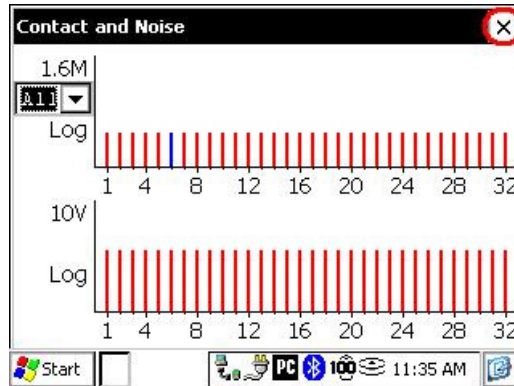 Contact and Noise
1.6M
All
Log
1 4 8 12 16 20 24 28 32
10V
Log
1 4 8 12 16 20 24 28 32
Start PC 100 11:35 AM